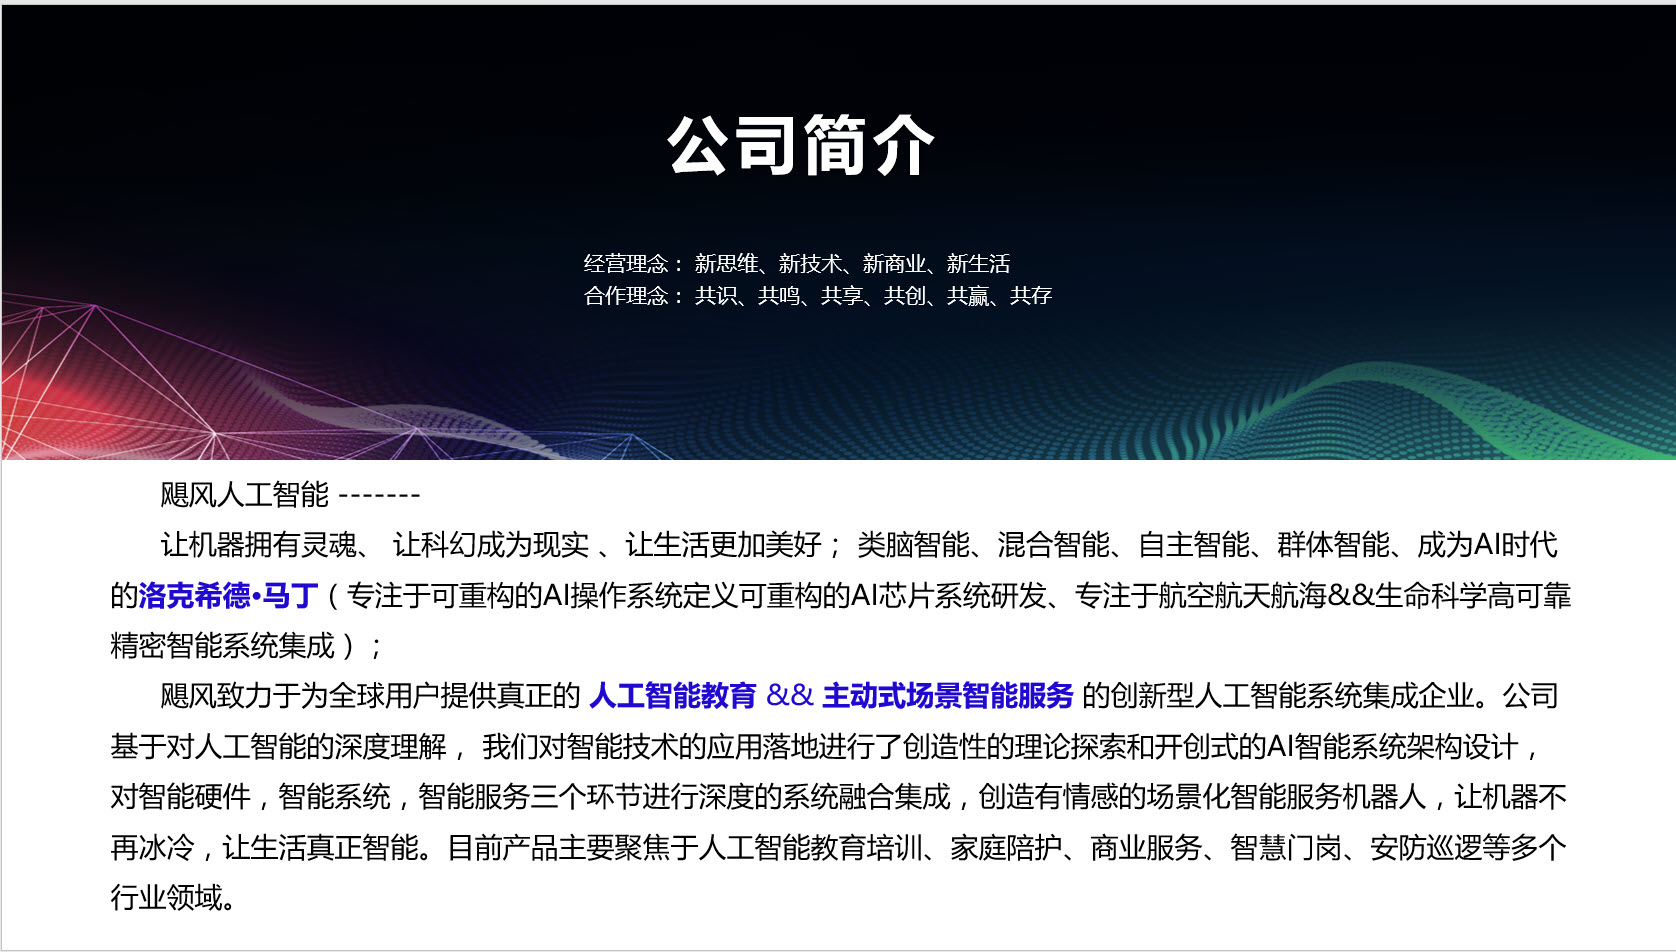 公司简介
经营理念： 新思维、新技术、新商业、新生活
合作理念： 共识、共鸣、共享、共创、共赢、共存
飓风人工智能 -------
让机器拥有灵魂、 让科幻成为现实 、让生活更加美好； 类脑智能、混合智能、自主智能、群体智能、成为AI时代
的洛克希德•马丁（专注于可重构的AI操作系统定义可重构的AI芯片系统研发、专注于航空航天航海&&生命科学高可靠
精密智能系统集成）；
飓风致力于为全球用户提供真正的 人工智能教育 && 主动式场景智能服务 的创新型人工智能系统集成企业。公司
基于对人工智能的深度理解， 我们对智能技术的应用落地进行了创造性的理论探索和开创式的AI智能系统架构设计，
对智能硬件，智能系统，智能服务三个环节进行深度的系统融合集成，创造有情感的场景化智能服务机器人，让机器不
再冰冷，让生活真正智能。目前产品主要聚焦于人工智能教育培训、家庭陪护、商业服务、智慧门岗、安防巡逻等多个
行业领域。